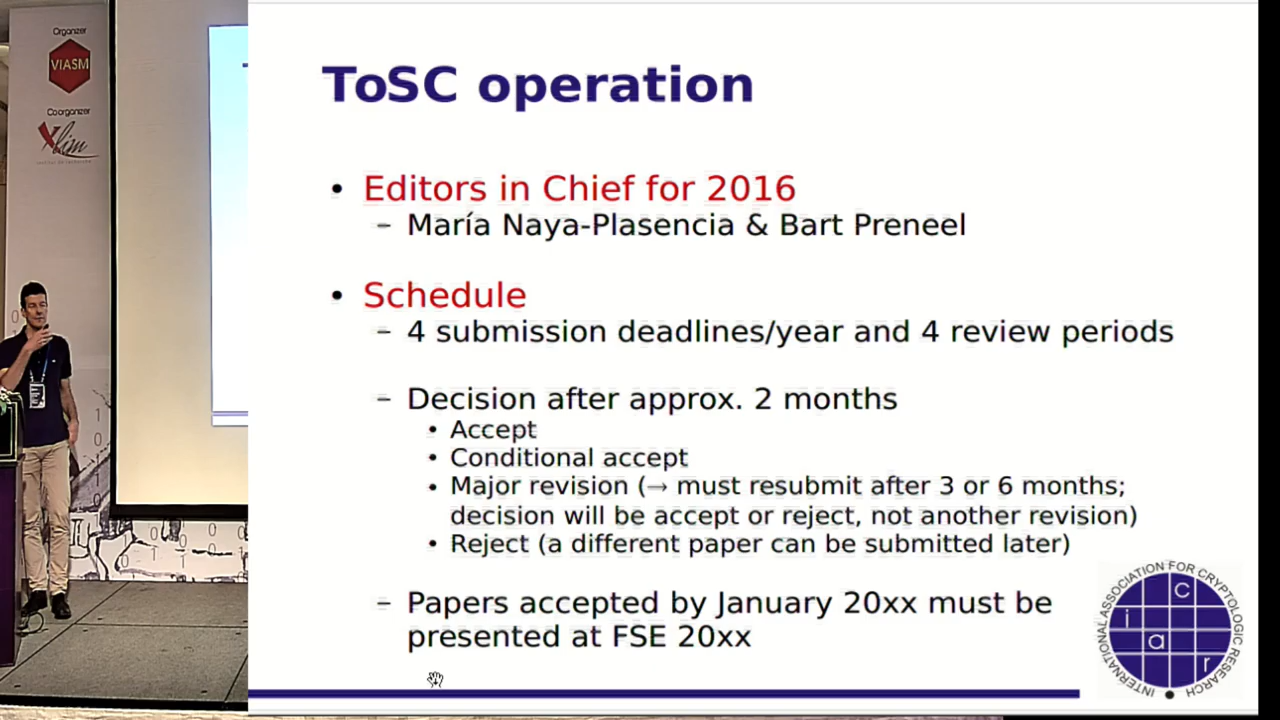 Organizer
VIASM
Coorganizer
Xlim
ToSC operation
• Editors in Chief for 2016
– María Naya-Plasencia & Bart Preneel
• Schedule
– 4 submission deadlines/year and 4 review periods
– Decision after approx. 2 months
• Accept
• Conditional accept
• Major revision (→ must resubmit after 3 or 6 months;
decision will be accept or reject, not another revision)
• Reject (a different paper can be submitted later)
– Papers accepted by January 20xx must be
presented at FSE 20xx
INTERNATIONAL ASSOCIATION FOR CRYPTOLOGIC RESEARCH
i a c r